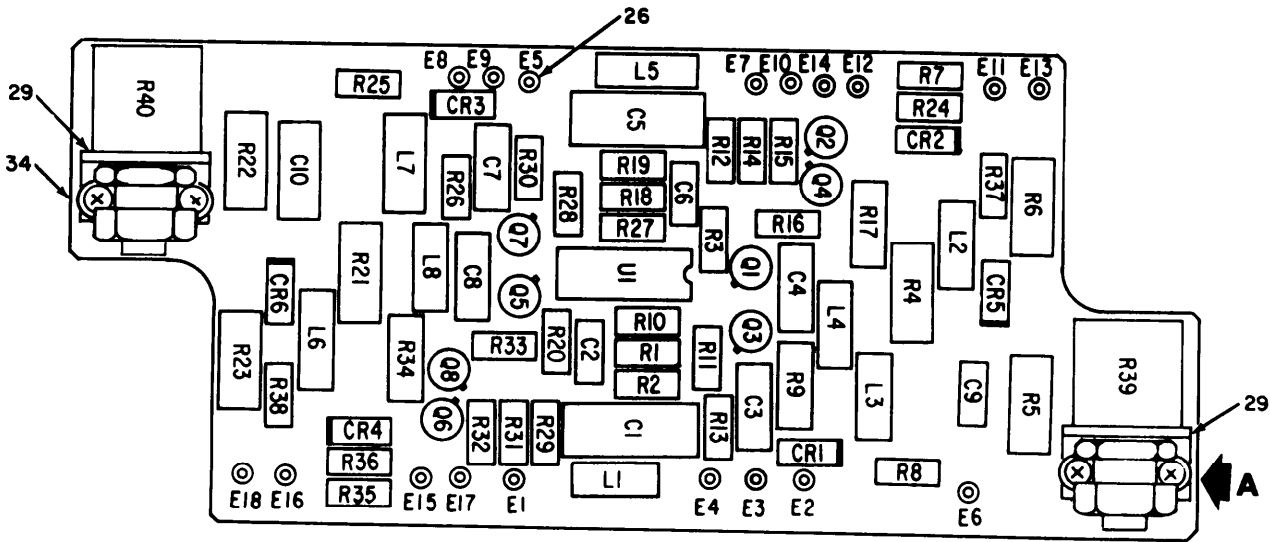 26
29
34
R40
R25
E8 E9 E5
CR3
L5
E7 E10 E14 E12
R7
E11 E13
R24
CR2
C5
R22
C10
L7
R26
C7
R30
R28
R19
R18
R27
C6
R12
R14
R15
Q2
Q4
R3
R16
R17
L2
R37
R6
Q7
Q5
U1
Q1
Q3
C4
L4
R4
CR5
CR6
R21
L8
C8
L6
R23
R38
R34
R33
R20
C2
R10
R1
R2
R11
R9
L3
C9
R5
R39
29
Q8
Q6
CR4
R36
R35
R32
R31
R29
C1
L1
R13
C3
CR1
R8
A
E18 E16
E15 E17 E1
E4 E3 E2
E6